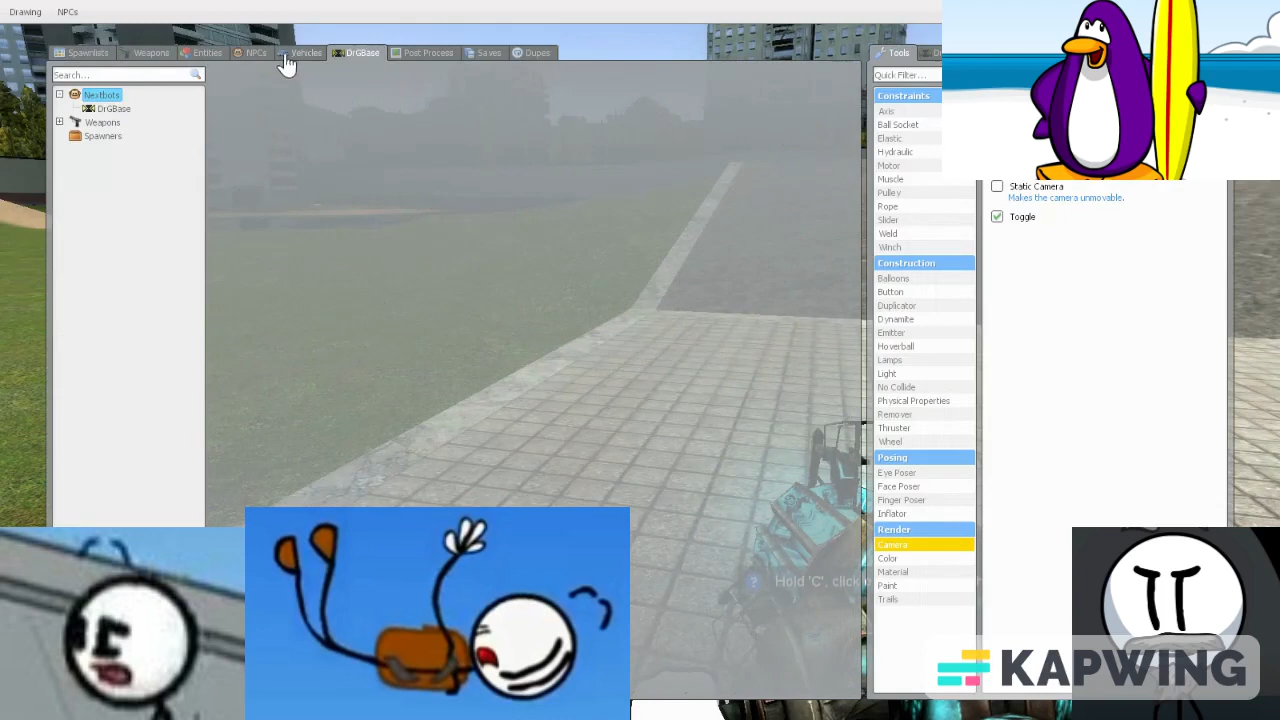 Drawing NPCs
Spawnlists Weapons Entities NPCs Vehicles DrGBase Post Process Saves Dupes
Tools
Search...
Quick Filter...
Nextbots
DrGBase
Weapons
Spawners
Constraints
Axis
Ball Socket
Elastic
Hydraulic
Motor
Muscle
Pulley
Rope
Slider
Weld
Winch
Construction
Balloons
Button
Duplicator
Dynamite
Emitter
Hoverball
Lamps
Light
No Collide
Physical Properties
Remover
Thruster
Wheel
Posing
Eye Poser
Face Poser
Finger Poser
Inflator
Render
Camera
Color
Material
Paint
Trails
Static Camera
Makes the camera unmovable.
Toggle
Hold 'C', click
KAPWING